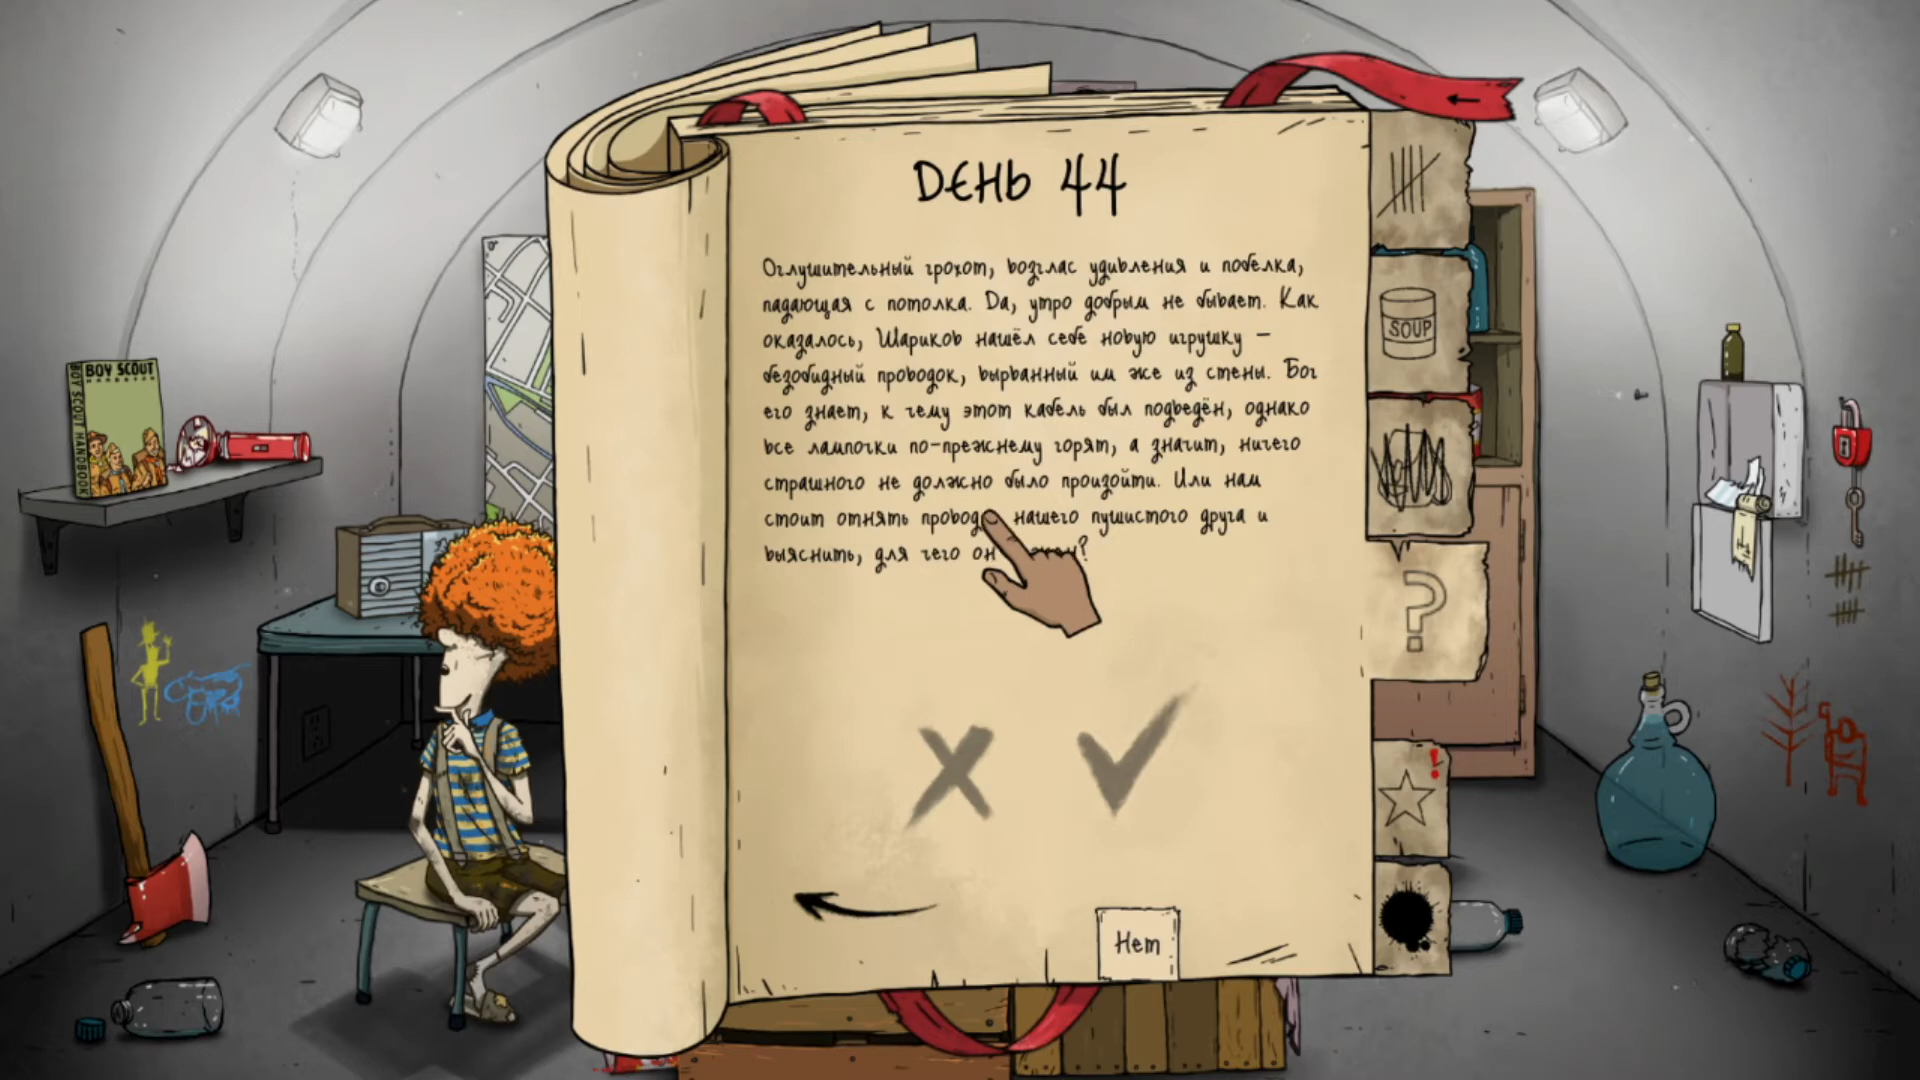 ДЕНЬ 44
Оглушительный грохот, возглас удивления и побелка,
падающая с потолка. Да, утро добрым не бывает. Как
оказалось, Шариков нашёл себе новую игрушку –
безобидный проводок, вырванный им же из стены. Бог
его знает, к чему этот кабель был подведён, однако
все лампочки по-прежнему горят, а значит, ничего
страшного не должно было произойти. Или нам
стоит отнять нашего пушистого друга и
выяснить, для чего он ?
Нет
SOUP
BOY SCOUT
BOY SCOUT HANDBOOK